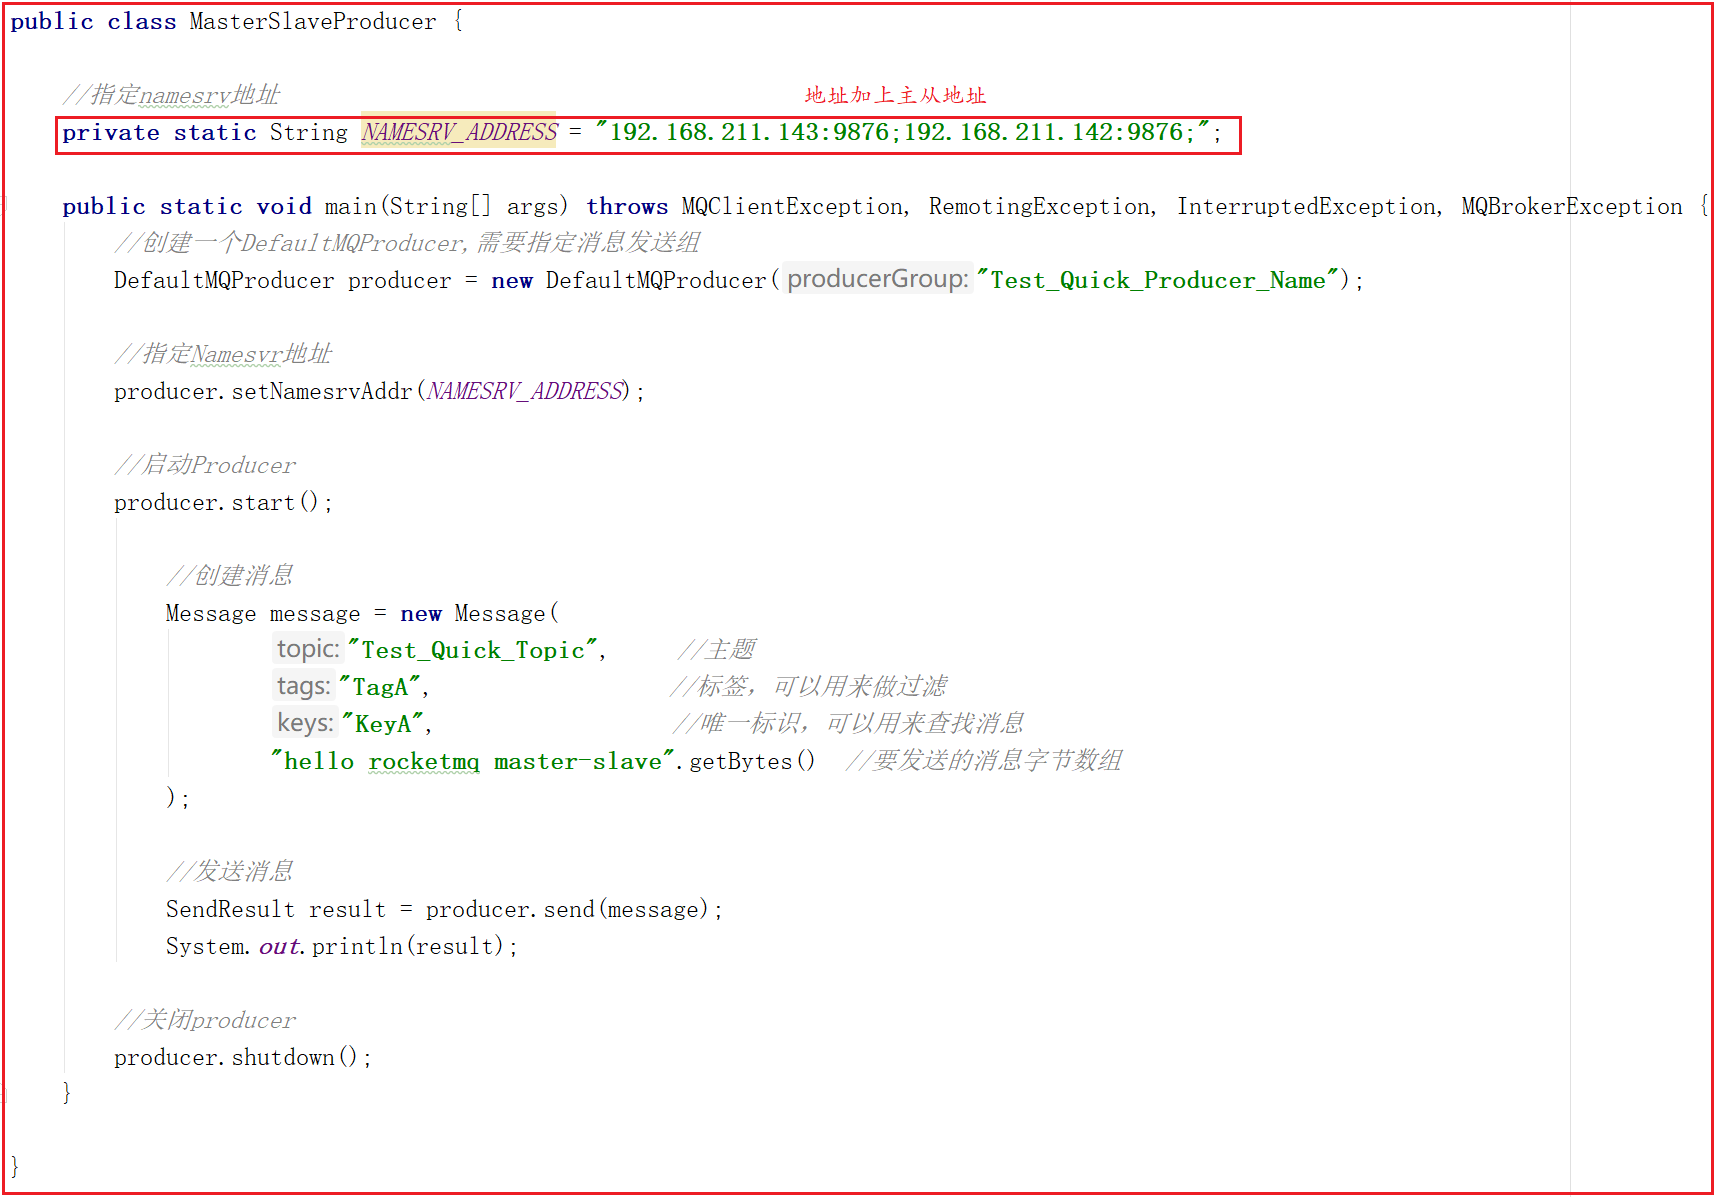 public class MasterSlaveProducer {
//指定namesrv地址
地址加上主从地址
private static String NAMESRV_ADDRESS = "192.168.211.143:9876;192.168.211.142:9876;";
public static void main(String[] args) throws MQClientException, RemotingException, InterruptedException, MQBrokerException {
//创建一个DefaultMQProducer,需要指定消息发送组
DefaultMQProducer producer = new DefaultMQProducer( producerGroup: "Test_Quick_Producer_Name");
//指定Namesvr地址
producer.setNamesrvAddr(NAMESRV_ADDRESS);
//启动Producer
producer.start();
//创建消息
Message message = new Message(
topic: "Test_Quick_Topic", //主题
tags: "TagA", //标签，可以用来做过滤
keys: "KeyA", //唯一标识，可以用来查找消息
"hello rocketmq master-slave".getBytes() //要发送的消息字节数组
);
//发送消息
SendResult result = producer.send(message);
System.out.println(result);
//关闭producer
producer.shutdown();
}
}